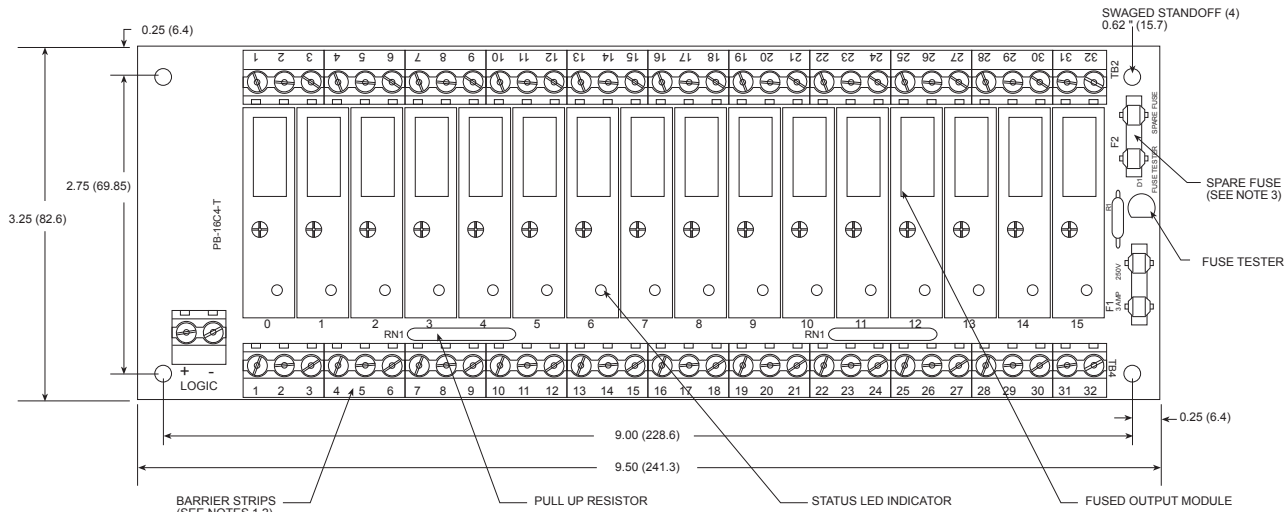 SWAGED STANDOFF (4)
0.62 " (15.7)
0.25 (6.4)
1 2 3 4 5 6 7 8 9 10 11 12 13 14 15 16 17 18 19 20 21 22 23 24 25 26 27 28 29 30 31 32
TB2
SPARE FUSE
F2
2.75 (69.85)
FUSE TESTER
D1
SPARE FUSE
(SEE NOTE 3)
3.25 (82.6)
PB-16C4-T
R1
FUSE TESTER
250V
3 AMP
F1
0 1 2 3 4 5 6 7 8 9 10 11 12 13 14 15
RN1
RN1
+ -
LOGIC
TB4
1 2 3 4 5 6 7 8 9 10 11 12 13 14 15 16 17 18 19 20 21 22 23 24 25 26 27 28 29 30 31 32
0.25 (6.4)
9.00 (228.6)
9.50 (241.3)
BARRIER STRIPS
(SEE NOTES 1,2)
PULL UP RESISTOR
STATUS LED INDICATOR
FUSED OUTPUT MODULE